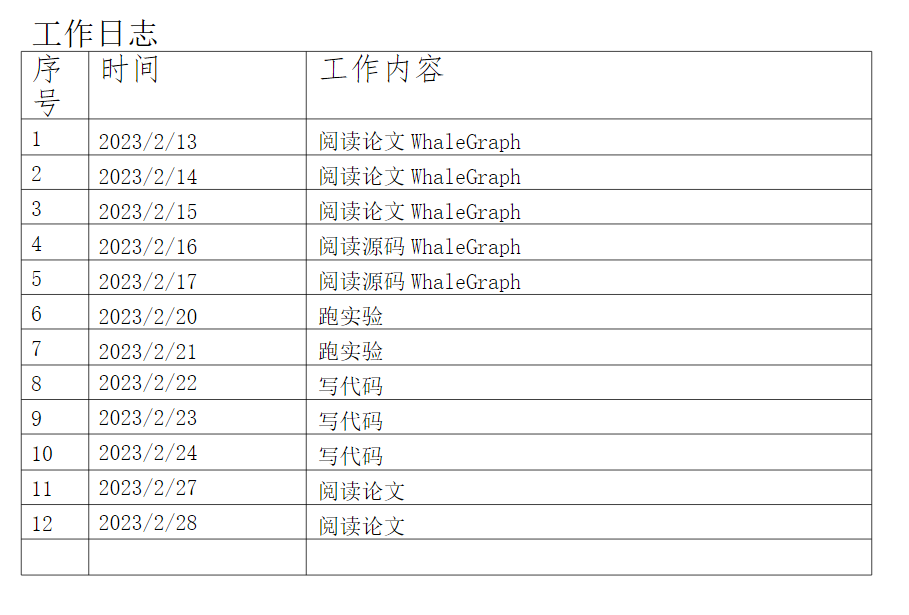 工作日志
序号 时间 工作内容
1 2023/2/13 阅读论文 WhaleGraph
2 2023/2/14 阅读论文 WhaleGraph
3 2023/2/15 阅读论文 WhaleGraph
4 2023/2/16 阅读源码 WhaleGraph
5 2023/2/17 阅读源码 WhaleGraph
6 2023/2/20 跑实验
7 2023/2/21 跑实验
8 2023/2/22 写代码
9 2023/2/23 写代码
10 2023/2/24 写代码
11 2023/2/27 阅读论文
12 2023/2/28 阅读论文